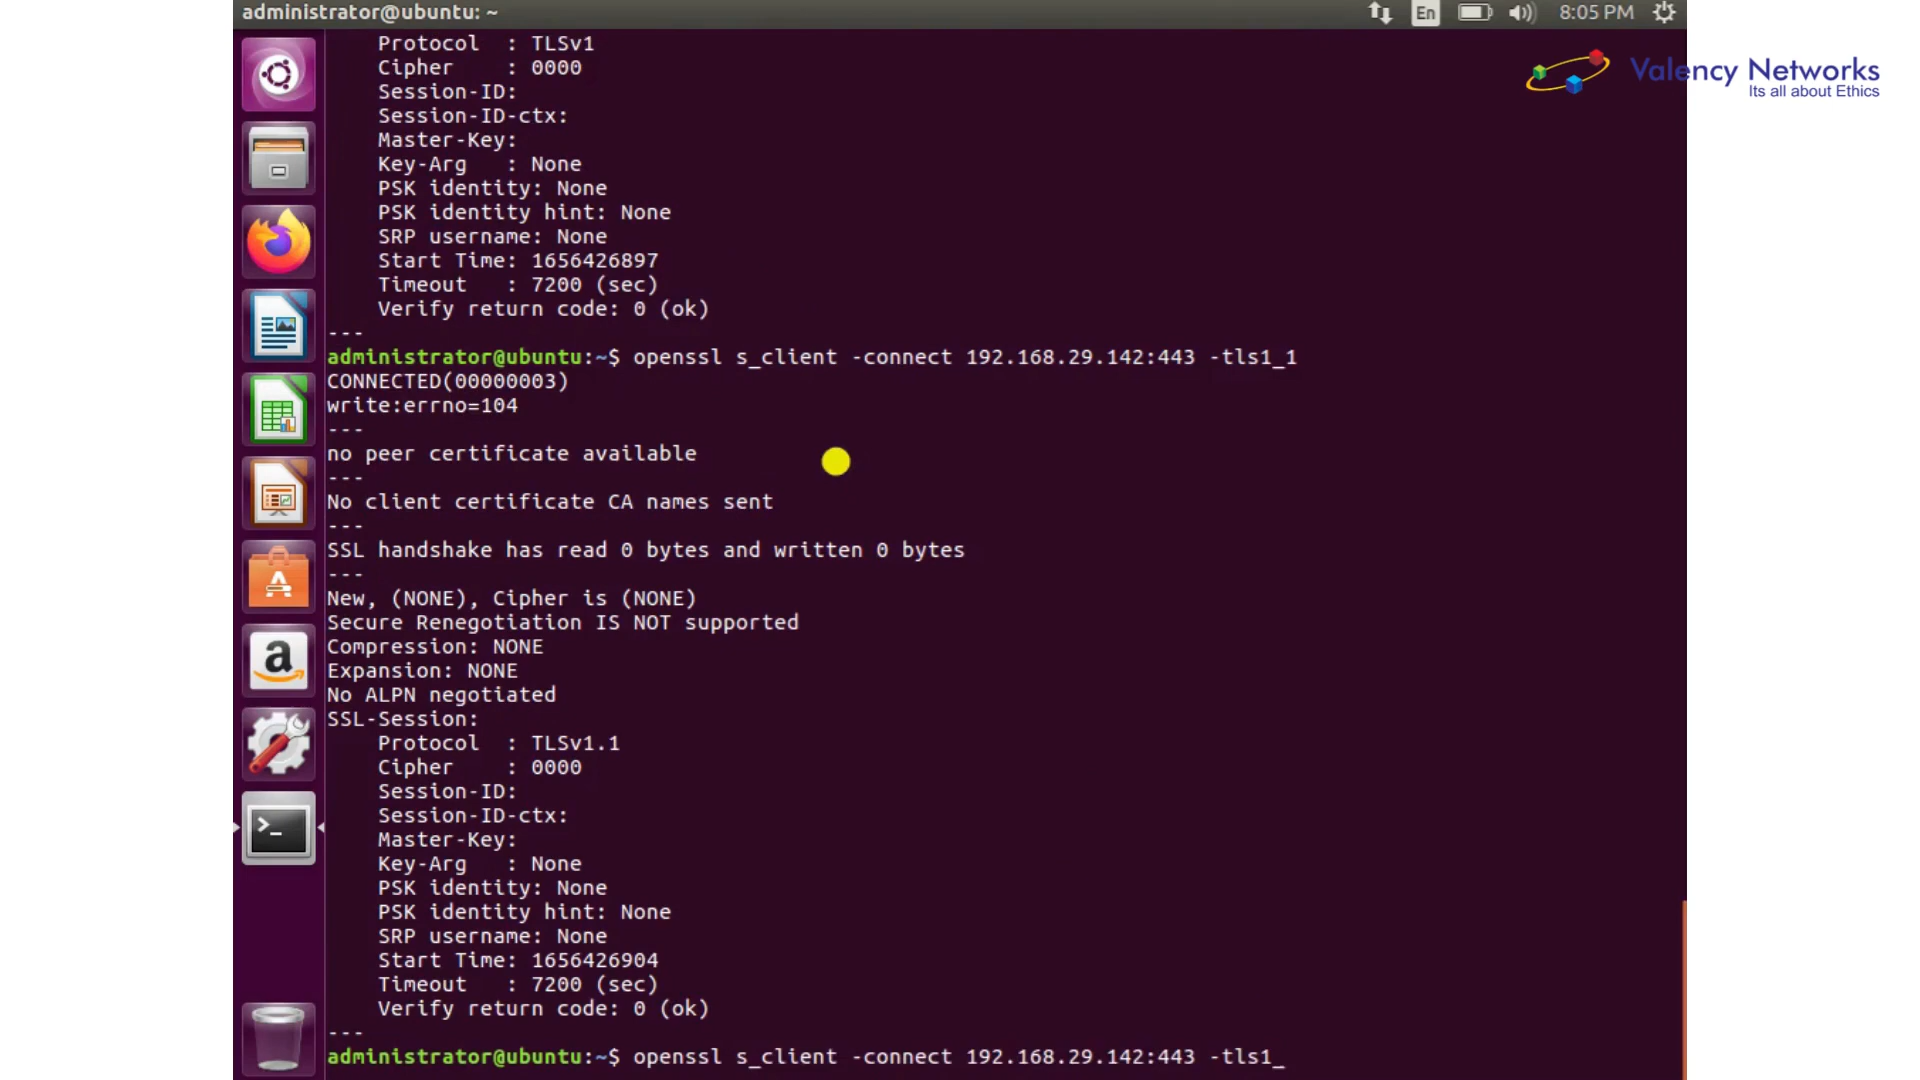 administrator@ubuntu: ~
En
8:05 PM
Valency Networks
Its all about Ethics
Protocol  : TLSv1
Cipher    : 0000
Session-ID:
Session-ID-ctx:
Master-Key:
Key-Arg   : None
PSK identity: None
PSK identity hint: None
SRP username: None
Start Time: 1656426897
Timeout   : 7200 (sec)
Verify return code: 0 (ok)
---
administrator@ubuntu:~$ openssl s_client -connect 192.168.29.142:443 -tls1_1
CONNECTED(00000003)
write:errno=104
---
no peer certificate available
---
No client certificate CA names sent
---
SSL handshake has read 0 bytes and written 0 bytes
---
New, (NONE), Cipher is (NONE)
Secure Renegotiation IS NOT supported
Compression: NONE
Expansion: NONE
No ALPN negotiated
SSL-Session:
Protocol  : TLSv1.1
Cipher    : 0000
Session-ID:
Session-ID-ctx:
Master-Key:
Key-Arg   : None
PSK identity: None
PSK identity hint: None
SRP username: None
Start Time: 1656426904
Timeout   : 7200 (sec)
Verify return code: 0 (ok)
---
administrator@ubuntu:~$ openssl s_client -connect 192.168.29.142:443 -tls1_